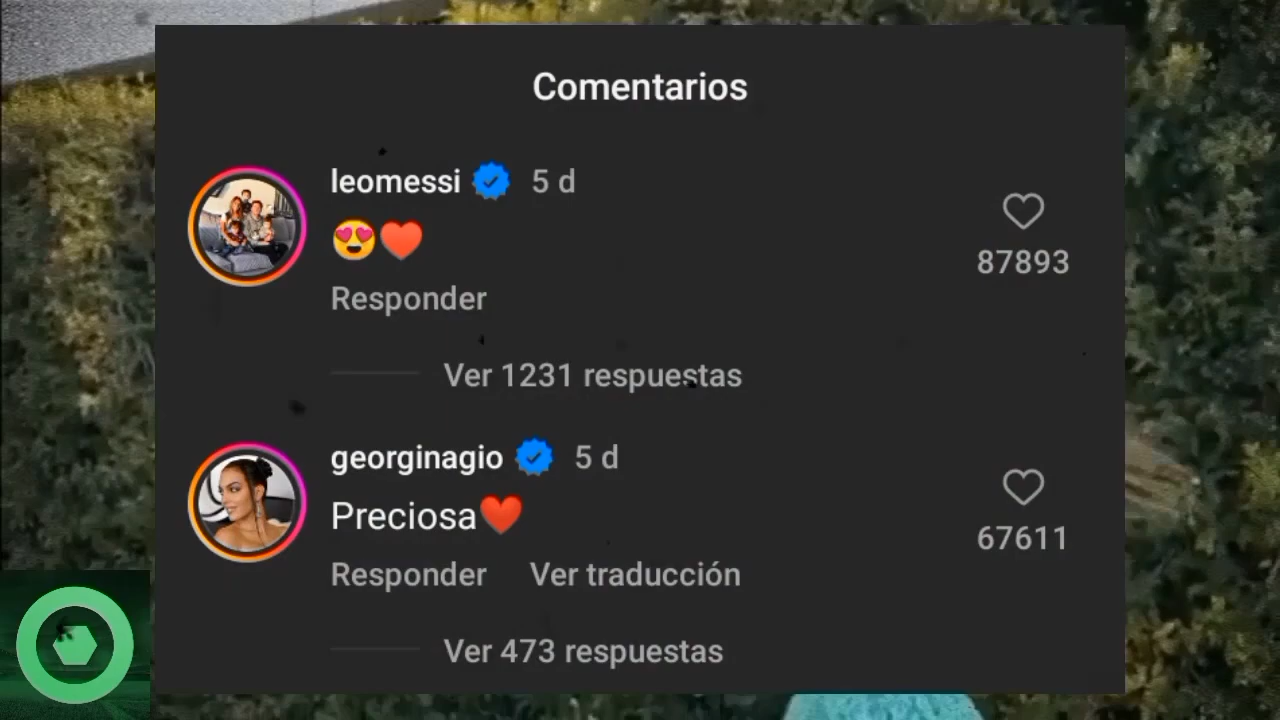 Comentarios
leomessi 5 d
😍❤️
87893
Responder
Ver 1231 respuestas
georginagio 5 d
Preciosa❤️
67611
Responder Ver traducción
Ver 473 respuestas